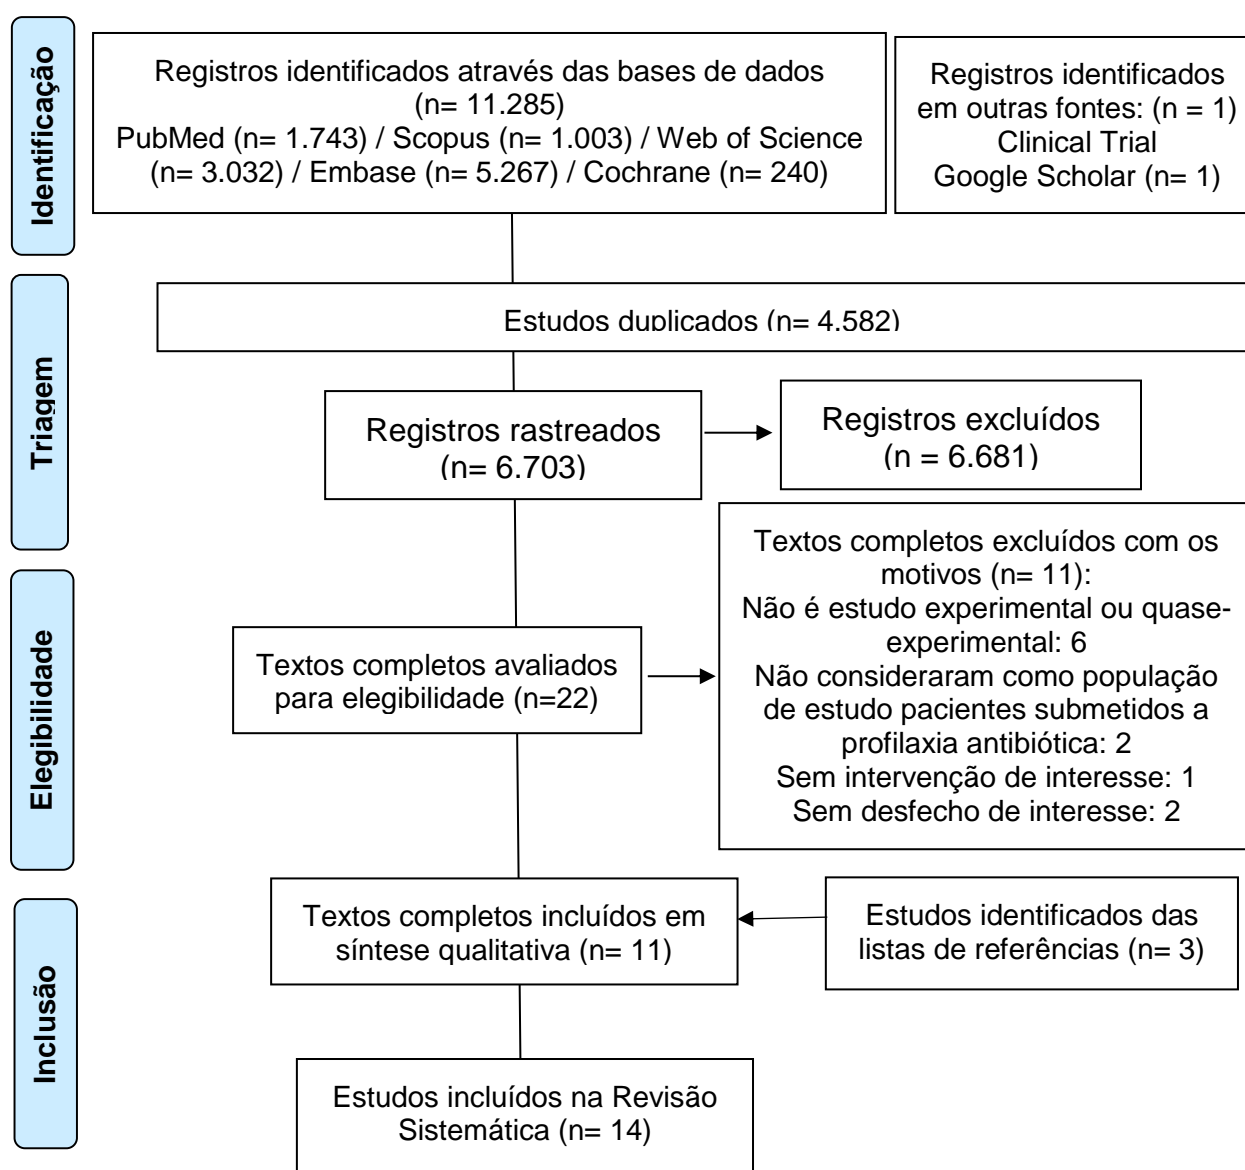 Identificação
Registros identificados através das bases de dados
(n= 11.285)
PubMed (n= 1.743) / Scopus (n= 1.003) / Web of Science
(n= 3.032) / Embase (n= 5.267) / Cochrane (n= 240)
Registros identificados
em outras fontes: (n = 1)
Clinical Trial
Google Scholar (n= 1)
Triagem
Estudos duplicados (n= 4.582)
Registros rastreados
(n= 6.703)
Registros excluídos
(n = 6.681)
Elegibilidade
Textos completos avaliados
para elegibilidade (n=22)
Textos completos excluídos com os
motivos (n= 11):
Não é estudo experimental ou quase-
experimental: 6
Não consideraram como população
de estudo pacientes submetidos a
profilaxia antibiótica: 2
Sem intervenção de interesse: 1
Sem desfecho de interesse: 2
Inclusão
Textos completos incluídos em
síntese qualitativa (n= 11)
Estudos identificados das
listas de referências (n= 3)
Estudos incluídos na Revisão
Sistemática (n= 14)